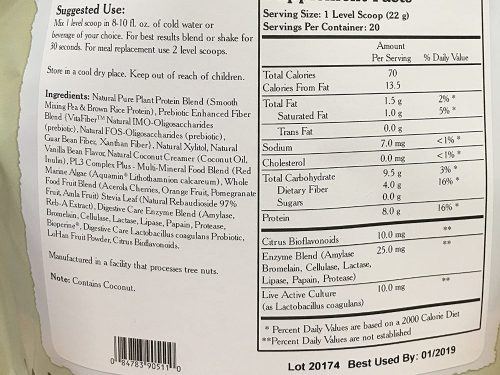 Suggested Use:
Mix 1 level scoop in 8-10 fl. oz. of cold water or
beverage of your choice. For best results blend or shake for
30 seconds. For meal replacement use 2 level scoops.
Store in a cool dry place. Keep out of reach of children.
Ingredients: Natural Pure Plant Protein Blend (Smooth
Mixing Pea & Brown Rice Protein), Prebiotic Enhanced Fiber
Blend (VitaFiber™ Natural IMO-Oligosaccharides
(prebiotic), Natural FOS-Oligosaccharides (prebiotic),
Guar Bean Fiber, Xanthan Fiber), Natural Xylitol, Natural
Vanilla Bean Flavor, Natural Coconut Creamer (Coconut Oil,
Inulin), PL3 Complex Plus - Multi-Mineral Food Blend (Red
Marine Algae (Aquamin® Lithothamnion calcareum), Whole
Food Fruit Blend (Acerola Cherries, Orange Fruit, Pomegranate
Fruit, Amla Fruit) Stevia Leaf (Natural Rebaudioside 97%
Reb-A Extract), Digestive Care Enzyme Blend (Amylase,
Bromelain, Cellulase, Lactase, Lipase, Papain, Protease,
Bioperine®, Digestive Care Lactobacillus coagulans Probiotic,
LoHan Fruit Powder, Citrus Bioflavonoids.
Manufactured in a facility that processes tree nuts.
Note: Contains Coconut.
0 84783 90511 0
Serving Size: 1 Level Scoop (22 g)
Servings Per Container: 20
Amount
Per Serving % Daily Value
Total Calories 70
Calories From Fat 13.5
Total Fat 1.5 g 2% *
Saturated Fat 1.0 g 5% *
Trans Fat 0.0 g
Sodium 7.0 mg <1% *
Cholesterol 0.0 mg <1% *
Total Carbohydrate 9.5 g 3% *
Dietary Fiber 4.0 g 16% *
Sugars 0.0 g
Protein 8.0 g 16% *
Citrus Bioflavonoids 10.0 mg **
Enzyme Blend (Amylase 25.0 mg **
Bromelain, Cellulase, Lactase,
Lipase, Papain, Protease)
Live Active Culture 10.0 mg **
(as Lactobacillus coagulans)
* Percent Daily Values are based on a 2000 Calorie Diet
**Percent Daily Values are not established
Lot 20174 Best Used By: 01/2019